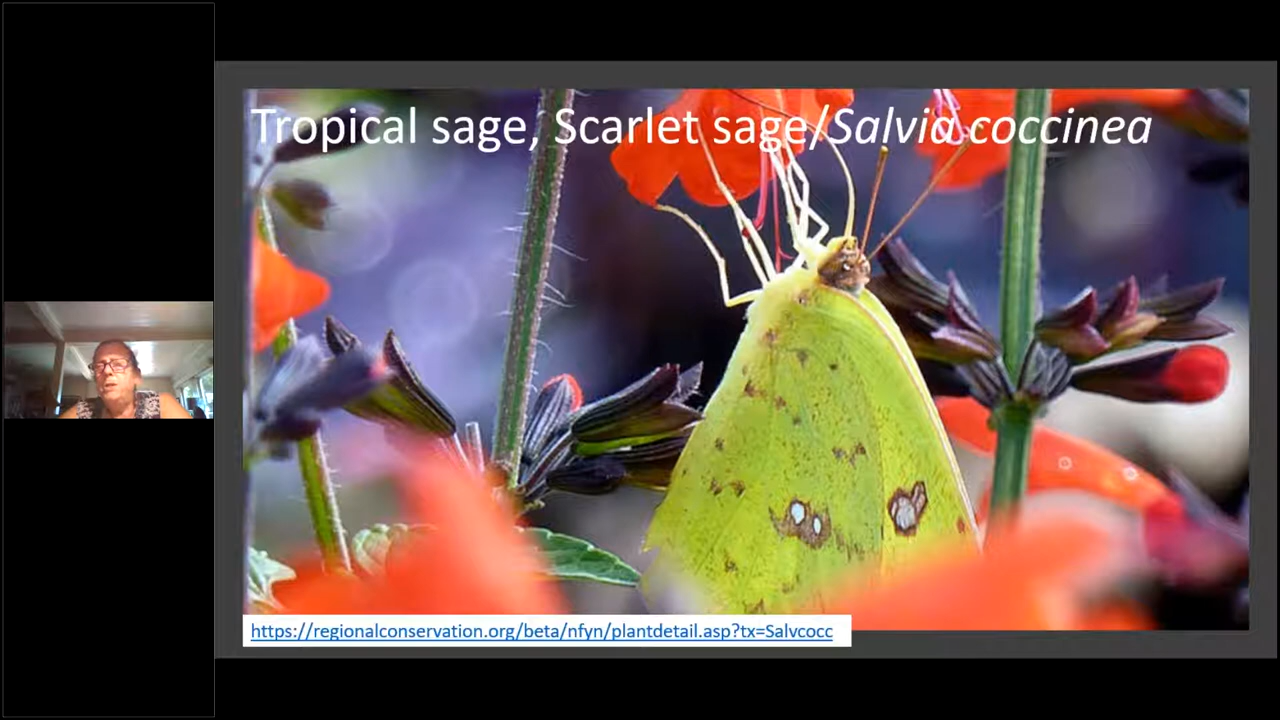 Tropical sage, Scarlet sage/Salvia coccinea
https://regionalconservation.org/beta/nfyn/plantdetail.asp?tx=Salvcocc